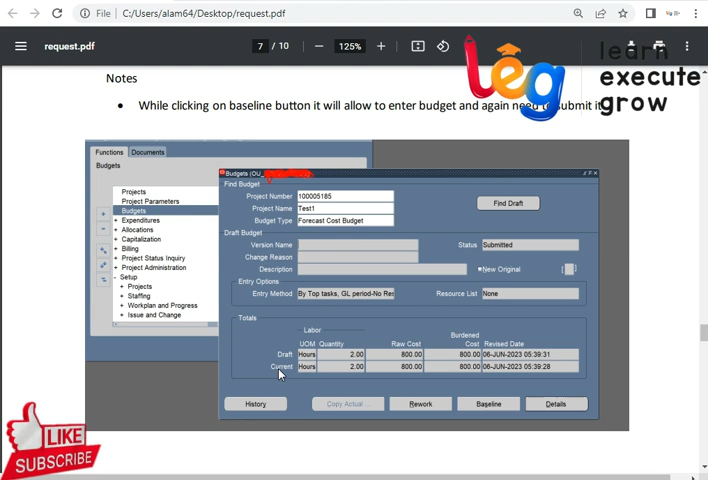 File | C:/Users/alam64/Desktop/request.pdf
request.pdf
7 / 10
125%
leg
learn
execute
grow
Notes
• While clicking on baseline button it will allow to enter budget and again need to submit it
Functions Documents
Budgets
Projects
Project Parameters
Budgets
+ Expenditures
+ Allocations
+ Capitalization
+ Billing
+ Project Status Inquiry
+ Project Administration
- Setup
+ Projects
+ Staffing
+ Workplan and Progress
+ Issue and Change
Budgets (OU_
Find Budget
Project Number 100005185
Project Name Test1
Budget Type Forecast Cost Budget
Find Draft
Draft Budget
Version Name
Status Submitted
Change Reason
Description
New Original
[ ]
Entry Options
Entry Method By Top tasks, GL period-No Res
Resource List None
Totals
Labor
UOM Quantity Raw Cost Burdened Cost Revised Date
Draft Hours 2.00 800.00 800.00 06-JUN-2023 05:39:31
Current Hours 2.00 800.00 800.00 06-JUN-2023 05:39:28
History Copy Actual ... Rework Baseline Details
LIKE
SUBSCRIBE